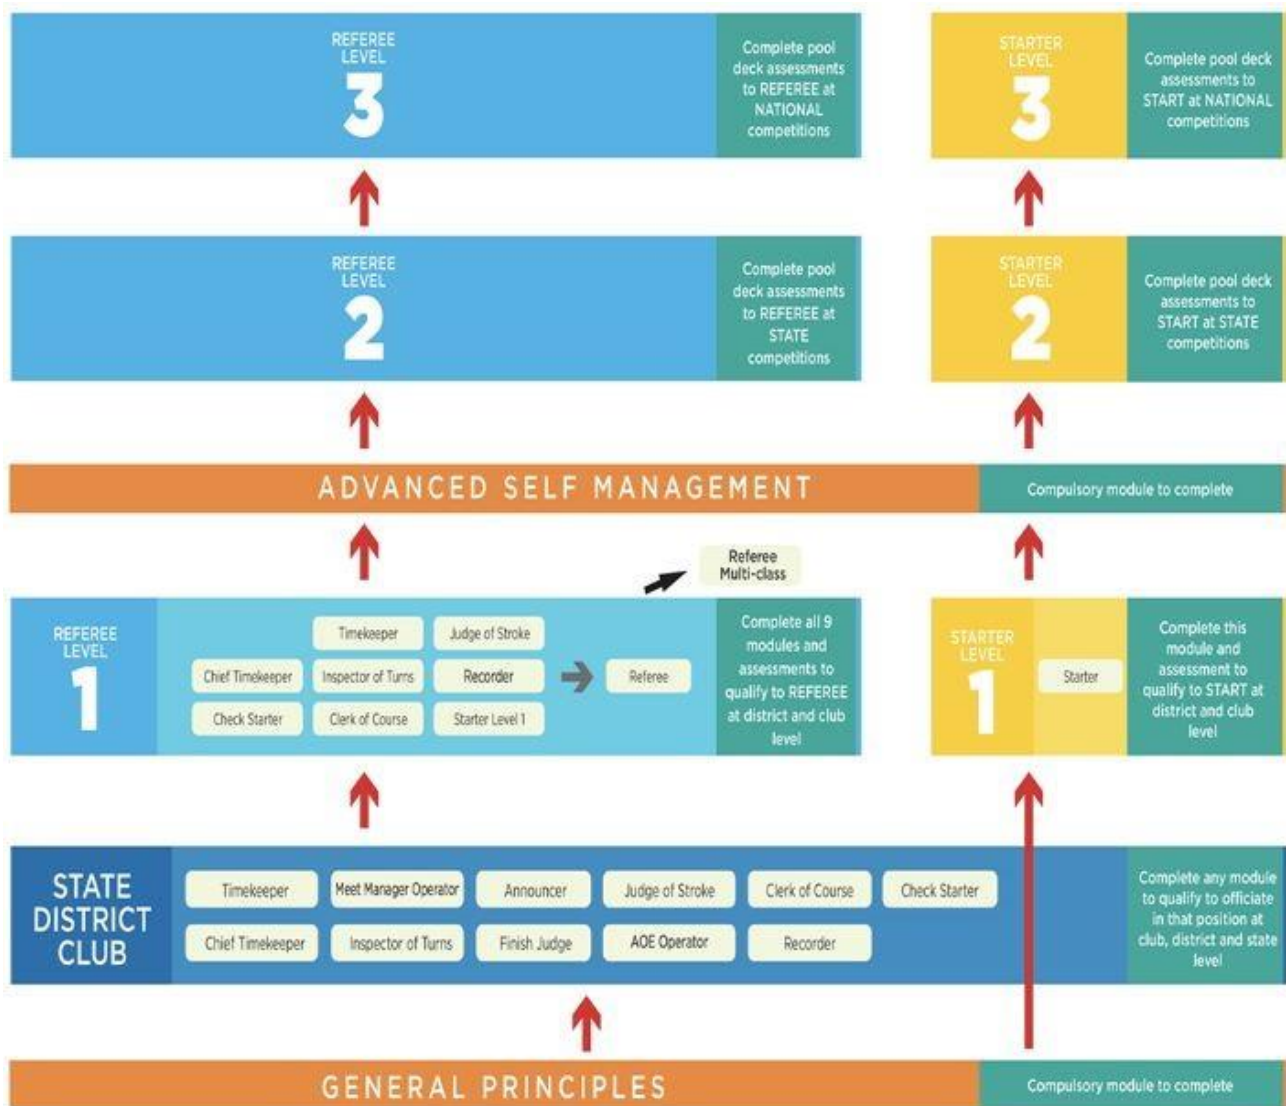 REFEREE
LEVEL
3
Complete pool
deck assessments
to REFEREE at
NATIONAL
competitions
STARTER
LEVEL
3
Complete pool deck
assessments to
START at NATIONAL
competitions
REFEREE
LEVEL
2
Complete pool
deck assessments
to REFEREE at
STATE
competitions
STARTER
LEVEL
2
Complete pool deck
assessments to
START at STATE
competitions
ADVANCED SELF MANAGEMENT
Compulsory module to complete
Referee
Multi-class
REFEREE
LEVEL
1
Timekeeper
Judge of Stroke
Chief Timekeeper
Inspector of Turns
Recorder
Referee
Check Starter
Clerk of Course
Starter Level 1
Complete all 9
modules and
assessments to
qualify to REFEREE
at district and club
level
STARTER
LEVEL
1
Starter
Complete this
module and
assessment to
qualify to START at
district and club
level
STATE
DISTRICT
CLUB
Timekeeper
Meet Manager Operator
Announcer
Judge of Stroke
Clerk of Course
Check Starter
Chief Timekeeper
Inspector of Turns
Finish Judge
AOE Operator
Recorder
Complete any module
to qualify to officiate
in that position at
club, district and state
level
GENERAL PRINCIPLES
Compulsory module to complete